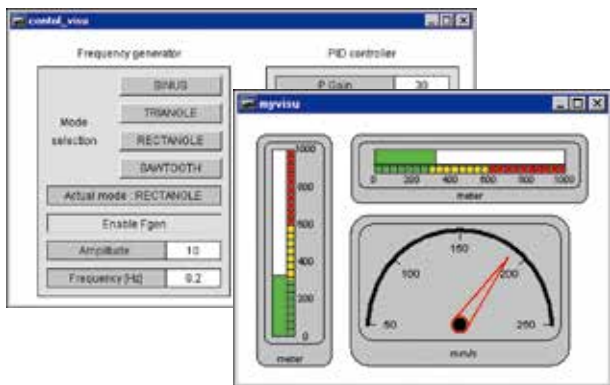 contol_visu
Frequency generator
PID controller
SINUS
P Gain 30
TRIANGLE
Mode selection
RECTANGLE
SAWTOOTH
Actual mode : RECTANGLE
Enable Fgen
Amplitude 10
Frequency [Hz] 0.2
myvisu
1000
800
600
400
200
0
meter
0 200 400 600 800 1000
meter
50
100
150
200
250
mm/s